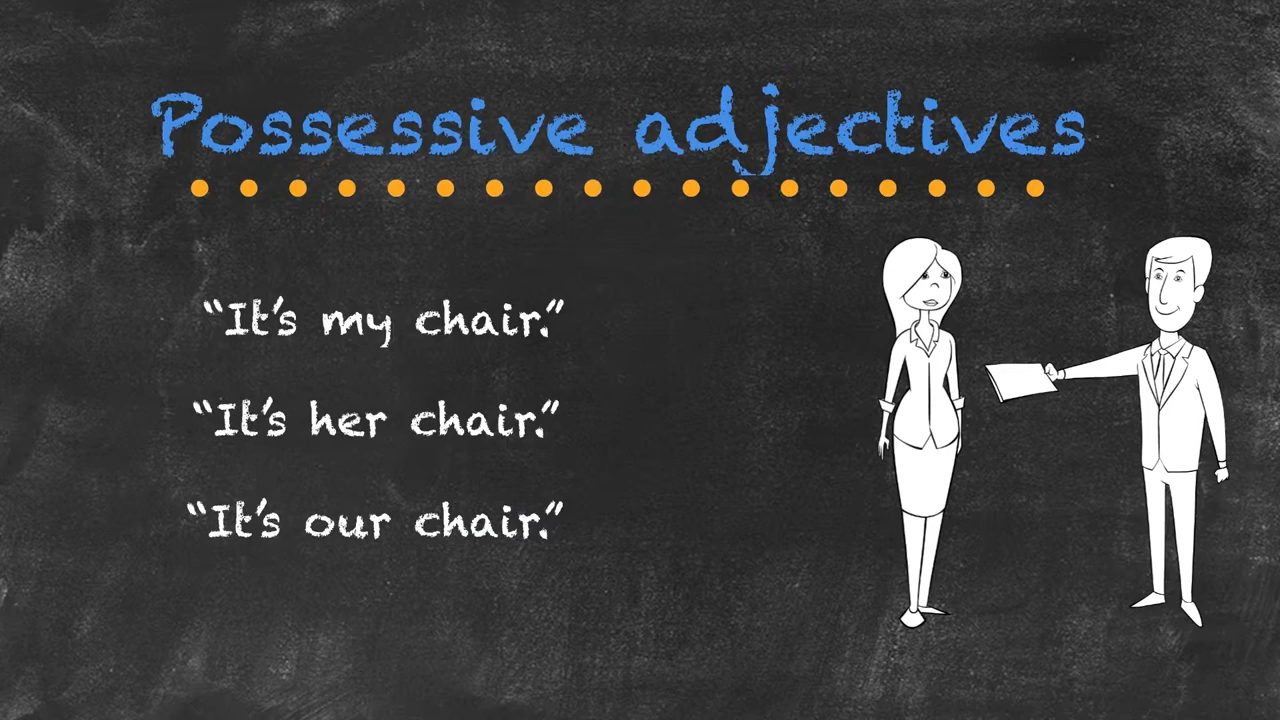 Possessive adjectives
“It’s my chair.”
“It’s her chair.”
“It’s our chair.”